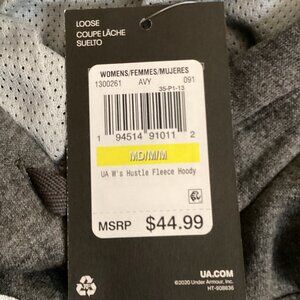 LOOSE
COUPE LÂCHE
SUELTO
WOMENS/FEMMES/MUJERES
1300261 AVY 091
35-P1-13
1 94514 91011 2
MD/M/M
UA W's Hustle Fleece Hoody
MSRP $44.99
UA.COM
©2020 Under Armour, Inc.
HT-908836